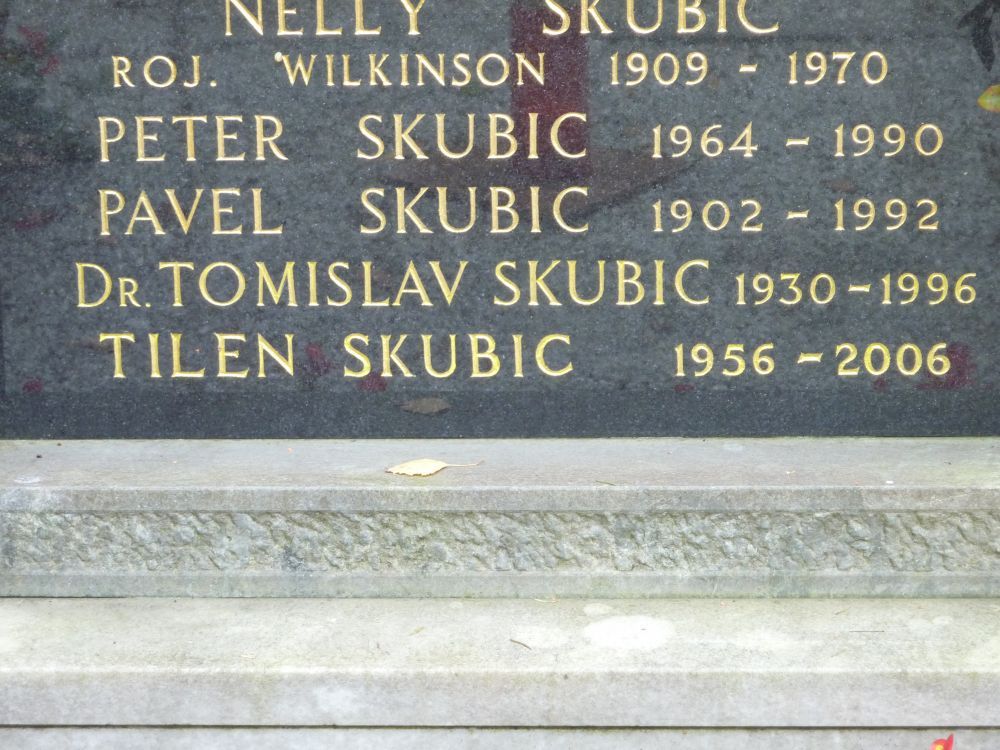 NELLY SKUBIC
ROJ. WILKINSON 1909 - 1970
PETER SKUBIC 1964 - 1990
PAVEL SKUBIC 1902 - 1992
DR. TOMISLAV SKUBIC 1930 - 1996
TILEN SKUBIC 1956 - 2006